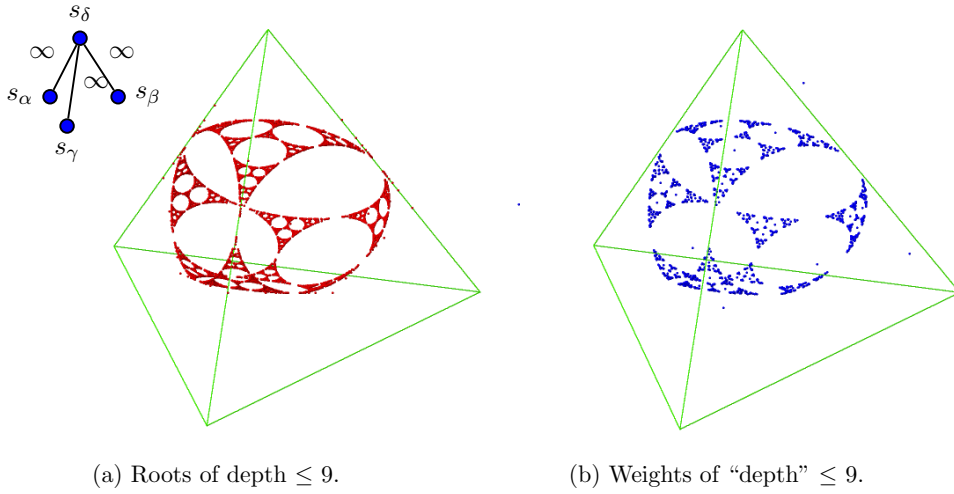 s_δ
∞ ∞
∞
s_α s_β
s_γ
(a) Roots of depth ≤ 9.
(b) Weights of “depth” ≤ 9.